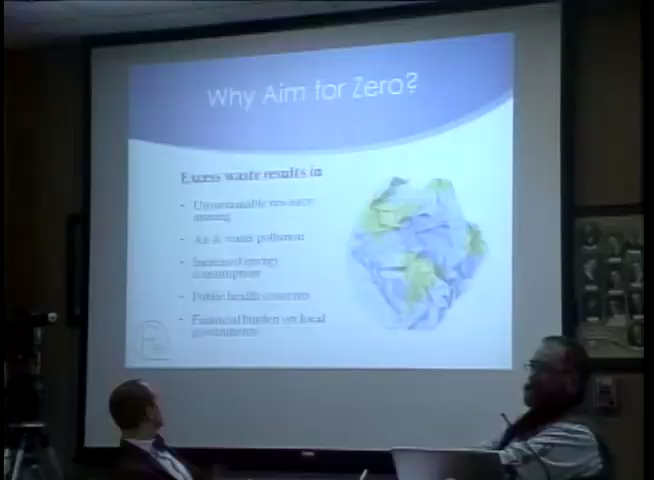 Why Aim for Zero?
Excess waste results in
- Unsustainable resource
mining
- Air & water pollution
- Increased energy
consumption
- Public health concerns
- Financial burden on local
governments